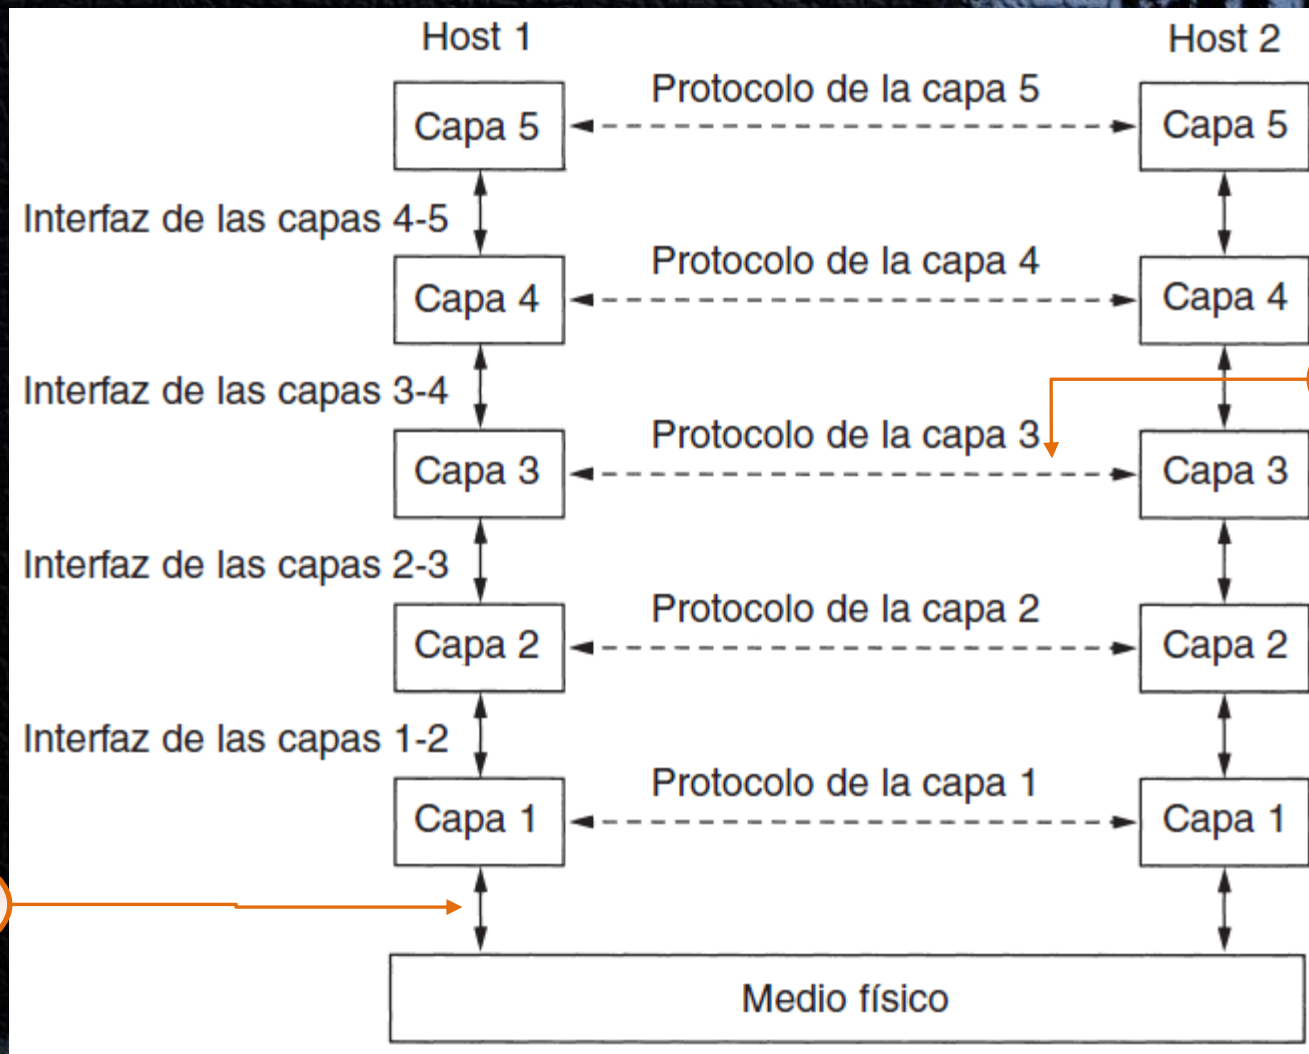 Host 1
Host 2
Protocolo de la capa 5
Capa 5
Capa 5
Interfaz de las capas 4-5
Protocolo de la capa 4
Capa 4
Capa 4
Interfaz de las capas 3-4
Protocolo de la capa 3
Capa 3
Capa 3
Interfaz de las capas 2-3
Protocolo de la capa 2
Capa 2
Capa 2
Interfaz de las capas 1-2
Protocolo de la capa 1
Capa 1
Capa 1
Medio físico